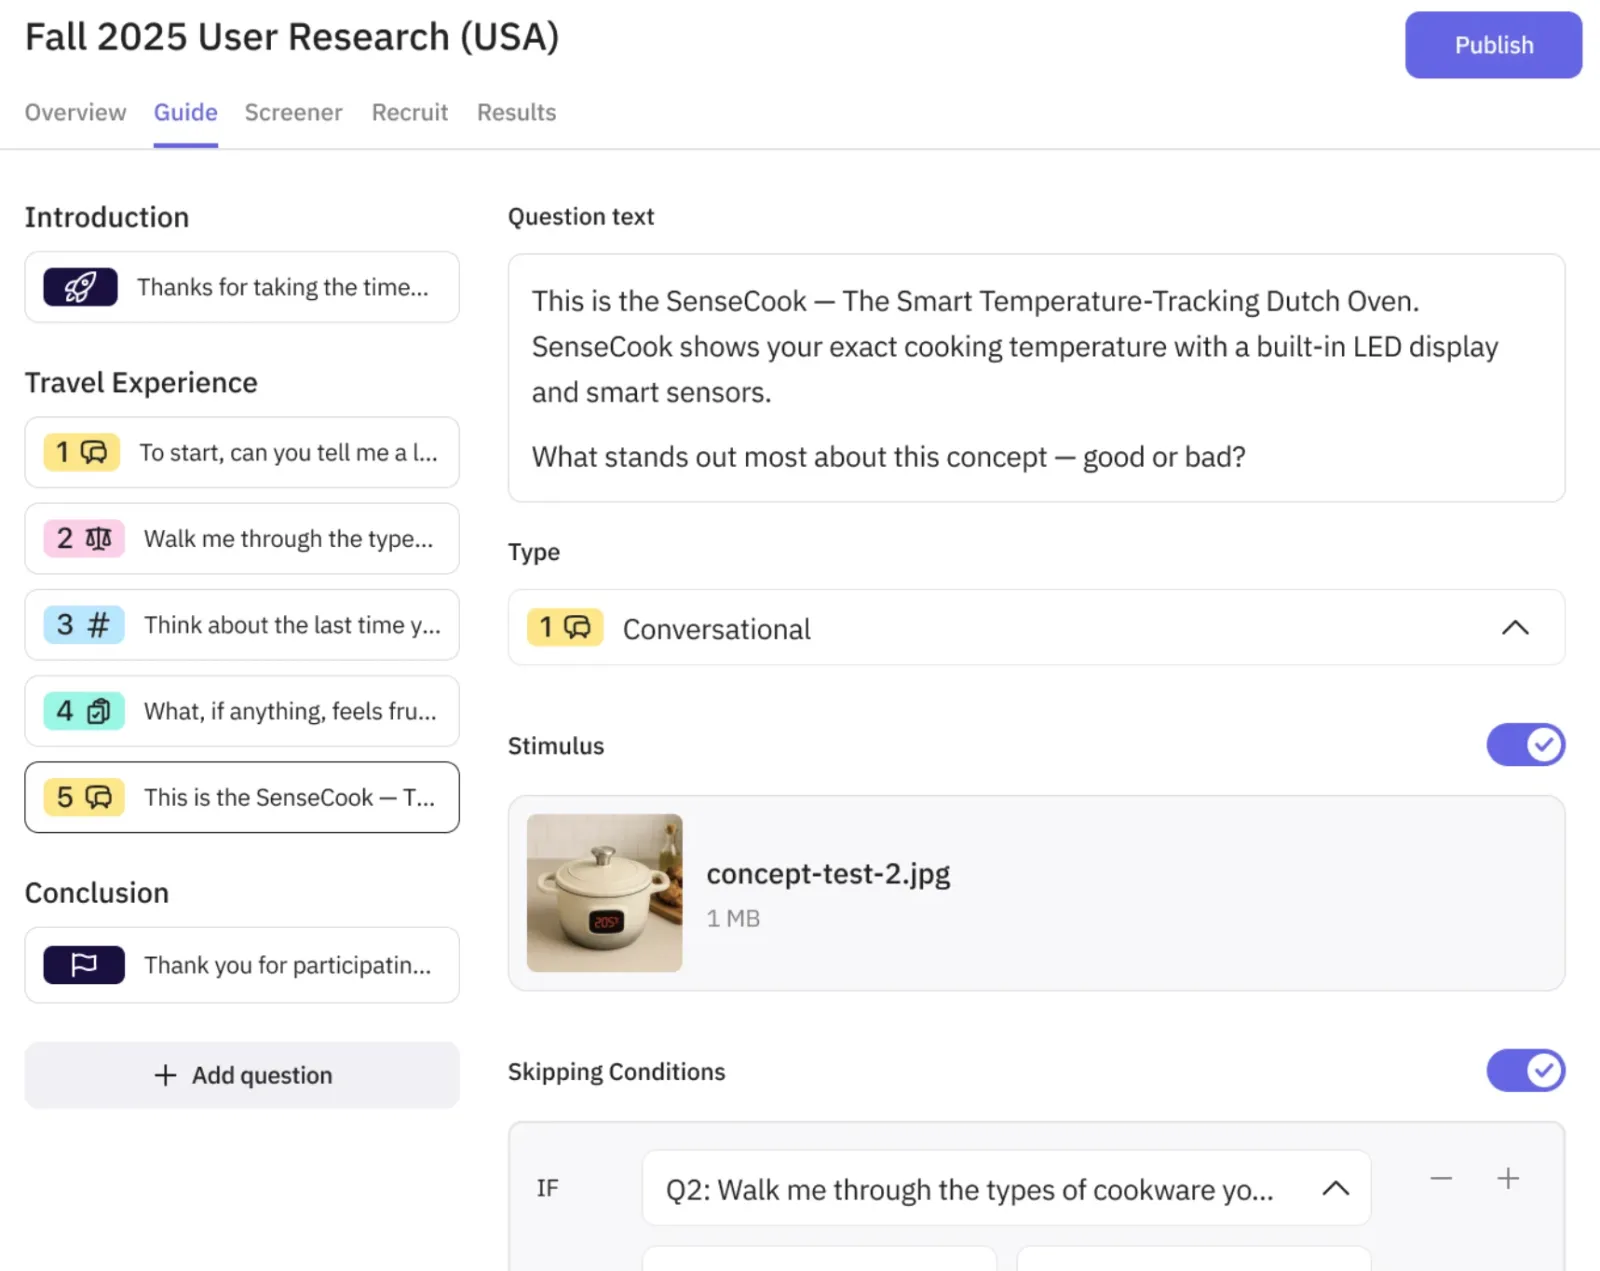 Fall 2025 User Research (USA)
Publish
Overview
Guide
Screener
Recruit
Results
Introduction
Thanks for taking the time...
Travel Experience
1 To start, can you tell me a l...
2 Walk me through the type...
3 # Think about the last time y...
4 What, if anything, feels fru...
5 This is the SenseCook — T...
Conclusion
Thank you for participatin...
+ Add question
Question text
This is the SenseCook — The Smart Temperature-Tracking Dutch Oven.
SenseCook shows your exact cooking temperature with a built-in LED display
and smart sensors.
What stands out most about this concept — good or bad?
Type
1 Conversational
Stimulus
205°
concept-test-2.jpg
1 MB
Skipping Conditions
IF
Q2: Walk me through the types of cookware yo...